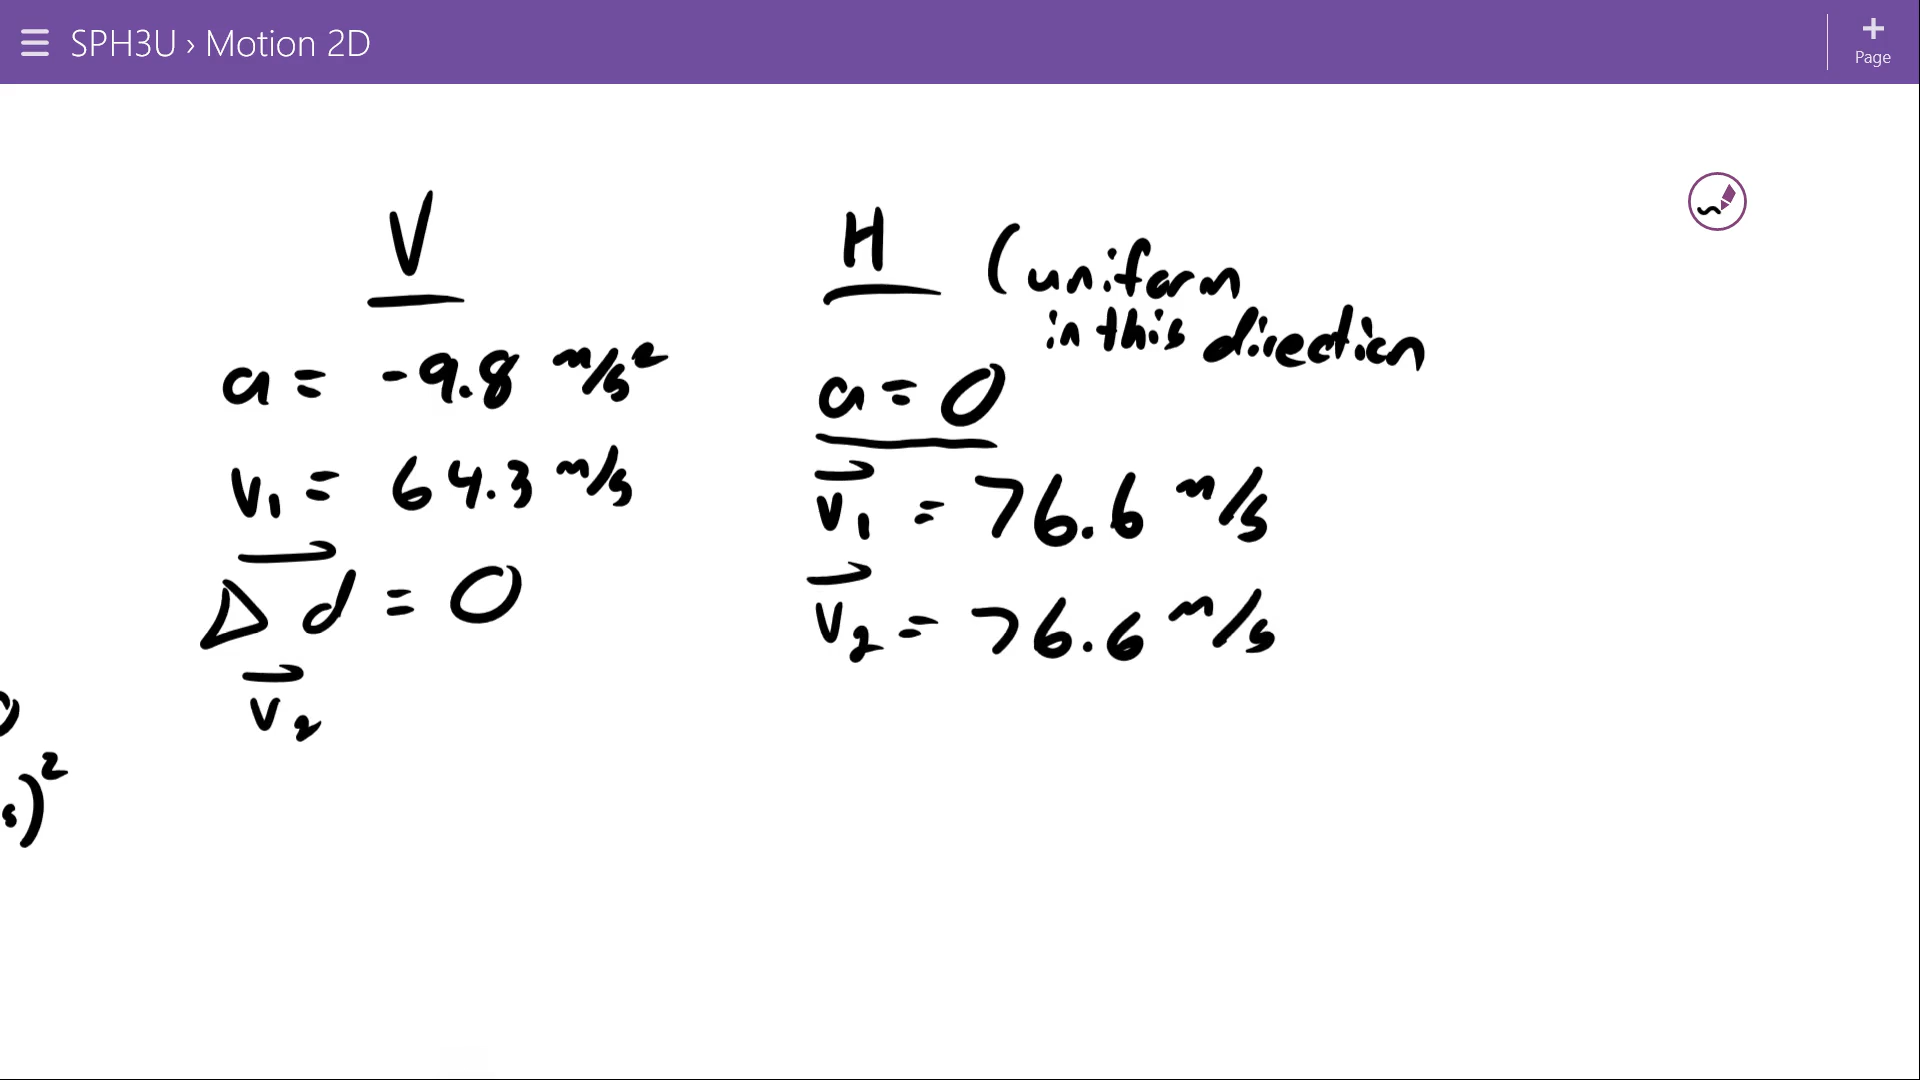 SPH3U › Motion 2D
Page
V
H (uniform
in this direction
a = -9.8 m/s²
a = 0
v₁ = 64.3 m/s
v₁ = 76.6 m/s
Δd = 0
v₂ = 76.6 m/s
v₂
)²